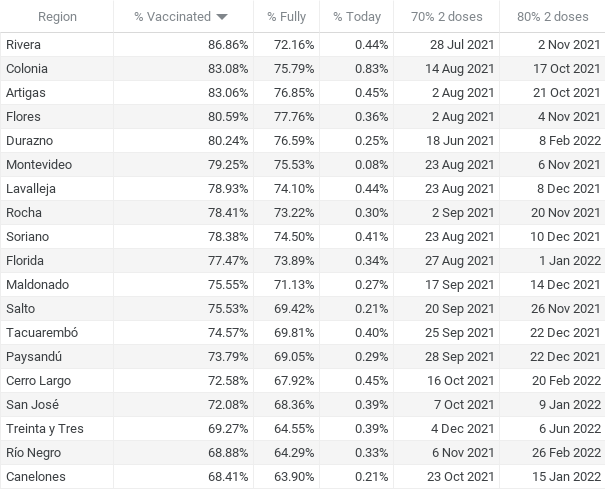 Region % Vaccinated % Fully % Today 70% 2 doses 80% 2 doses
Rivera 86.86% 72.16% 0.44% 28 Jul 2021 2 Nov 2021
Colonia 83.08% 75.79% 0.83% 14 Aug 2021 17 Oct 2021
Artigas 83.06% 76.85% 0.45% 2 Aug 2021 21 Oct 2021
Flores 80.59% 77.76% 0.36% 2 Aug 2021 4 Nov 2021
Durazno 80.24% 76.59% 0.25% 18 Jun 2021 8 Feb 2022
Montevideo 79.25% 75.53% 0.08% 23 Aug 2021 6 Nov 2021
Lavalleja 78.93% 74.10% 0.44% 23 Aug 2021 8 Dec 2021
Rocha 78.41% 73.22% 0.30% 2 Sep 2021 20 Nov 2021
Soriano 78.38% 74.50% 0.41% 23 Aug 2021 10 Dec 2021
Florida 77.47% 73.89% 0.34% 27 Aug 2021 1 Jan 2022
Maldonado 75.55% 71.13% 0.27% 17 Sep 2021 14 Dec 2021
Salto 75.53% 69.42% 0.21% 20 Sep 2021 26 Nov 2021
Tacuarembó 74.57% 69.81% 0.40% 25 Sep 2021 22 Dec 2021
Paysandú 73.79% 69.05% 0.29% 28 Sep 2021 22 Dec 2021
Cerro Largo 72.58% 67.92% 0.45% 16 Oct 2021 20 Feb 2022
San José 72.08% 68.36% 0.39% 7 Oct 2021 9 Jan 2022
Treinta y Tres 69.27% 64.55% 0.39% 4 Dec 2021 6 Jun 2022
Río Negro 68.88% 64.29% 0.33% 6 Nov 2021 26 Feb 2022
Canelones 68.41% 63.90% 0.21% 23 Oct 2021 15 Jan 2022